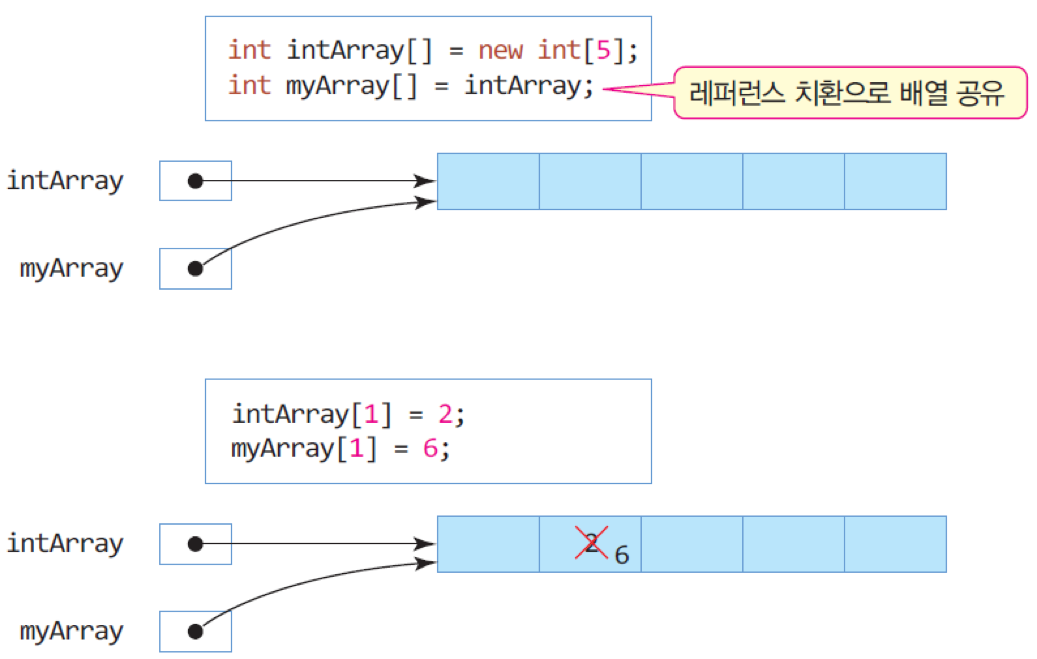 int intArray[] = new int[5];
int myArray[] = intArray;
레퍼런스 치환으로 배열 공유
intArray
myArray
intArray[1] = 2;
myArray[1] = 6;
intArray
2 6
myArray